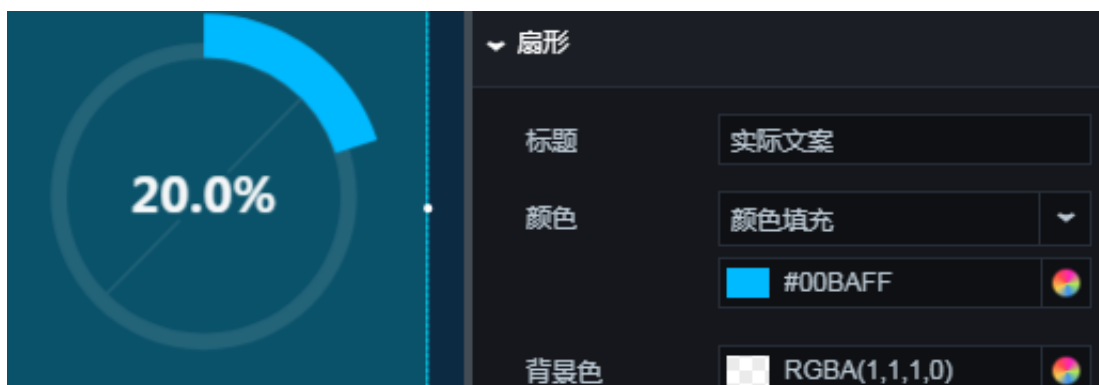 扇形
20.0%
标题
实际文案
颜色
颜色填充
#00BAFF
背景色
RGBA(1,1,1,0)